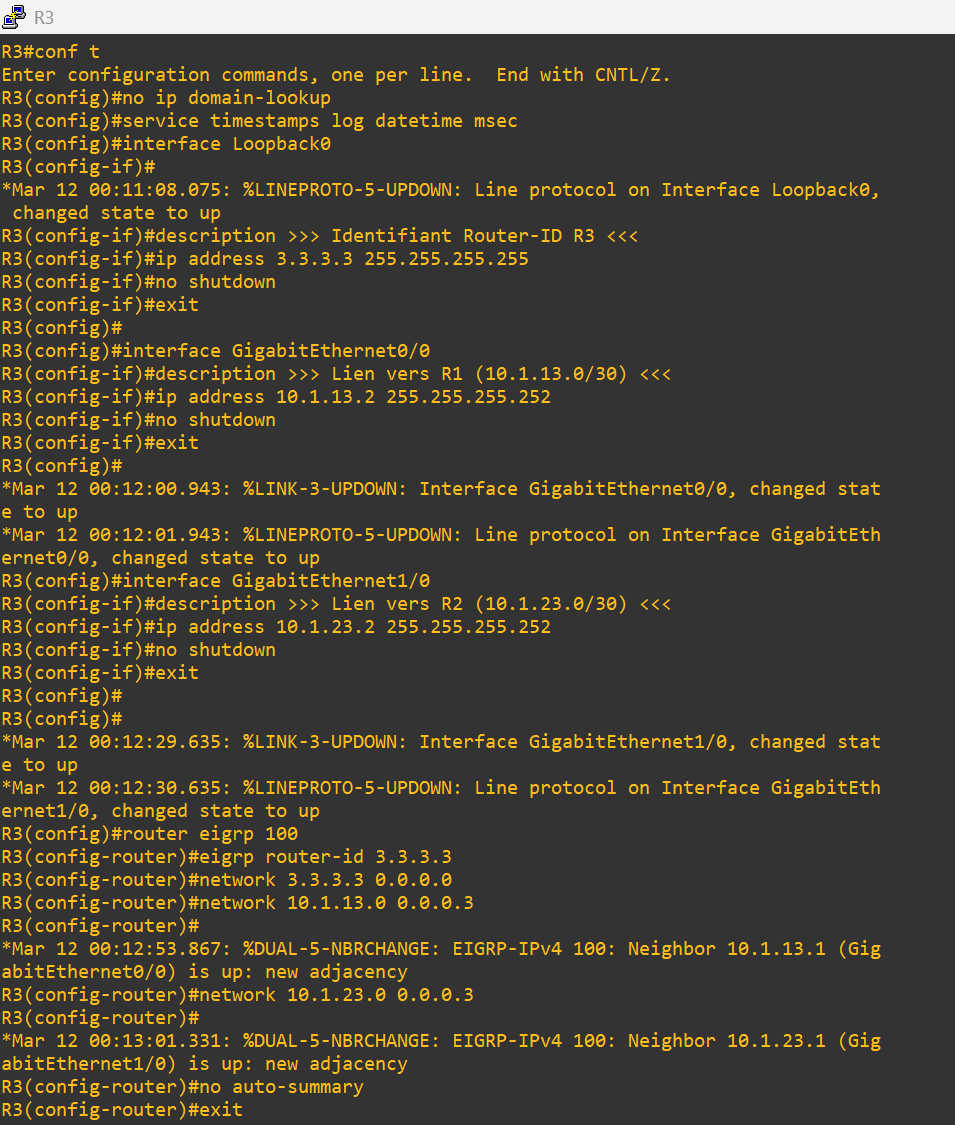 R3
R3#conf t
Enter configuration commands, one per line.  End with CNTL/Z.
R3(config)#no ip domain-lookup
R3(config)#service timestamps log datetime msec
R3(config)#interface Loopback0
R3(config-if)#
*Mar 12 00:11:08.075: %LINEPROTO-5-UPDOWN: Line protocol on Interface Loopback0,
 changed state to up
R3(config-if)#description >>> Identifiant Router-ID R3 <<<
R3(config-if)#ip address 3.3.3.3 255.255.255.255
R3(config-if)#no shutdown
R3(config-if)#exit
R3(config)#
R3(config)#interface GigabitEthernet0/0
R3(config-if)#description >>> Lien vers R1 (10.1.13.0/30) <<<
R3(config-if)#ip address 10.1.13.2 255.255.255.252
R3(config-if)#no shutdown
R3(config-if)#exit
R3(config)#
*Mar 12 00:12:00.943: %LINK-3-UPDOWN: Interface GigabitEthernet0/0, changed stat
e to up
*Mar 12 00:12:01.943: %LINEPROTO-5-UPDOWN: Line protocol on Interface GigabitEth
ernet0/0, changed state to up
R3(config)#interface GigabitEthernet1/0
R3(config-if)#description >>> Lien vers R2 (10.1.23.0/30) <<<
R3(config-if)#ip address 10.1.23.2 255.255.255.252
R3(config-if)#no shutdown
R3(config-if)#exit
R3(config)#
R3(config)#
*Mar 12 00:12:29.635: %LINK-3-UPDOWN: Interface GigabitEthernet1/0, changed stat
e to up
*Mar 12 00:12:30.635: %LINEPROTO-5-UPDOWN: Line protocol on Interface GigabitEth
ernet1/0, changed state to up
R3(config)#router eigrp 100
R3(config-router)#eigrp router-id 3.3.3.3
R3(config-router)#network 3.3.3.3 0.0.0.0
R3(config-router)#network 10.1.13.0 0.0.0.3
R3(config-router)#
*Mar 12 00:12:53.867: %DUAL-5-NBRCHANGE: EIGRP-IPv4 100: Neighbor 10.1.13.1 (Gig
abitEthernet0/0) is up: new adjacency
R3(config-router)#network 10.1.23.0 0.0.0.3
R3(config-router)#
*Mar 12 00:13:01.331: %DUAL-5-NBRCHANGE: EIGRP-IPv4 100: Neighbor 10.1.23.1 (Gig
abitEthernet1/0) is up: new adjacency
R3(config-router)#no auto-summary
R3(config-router)#exit